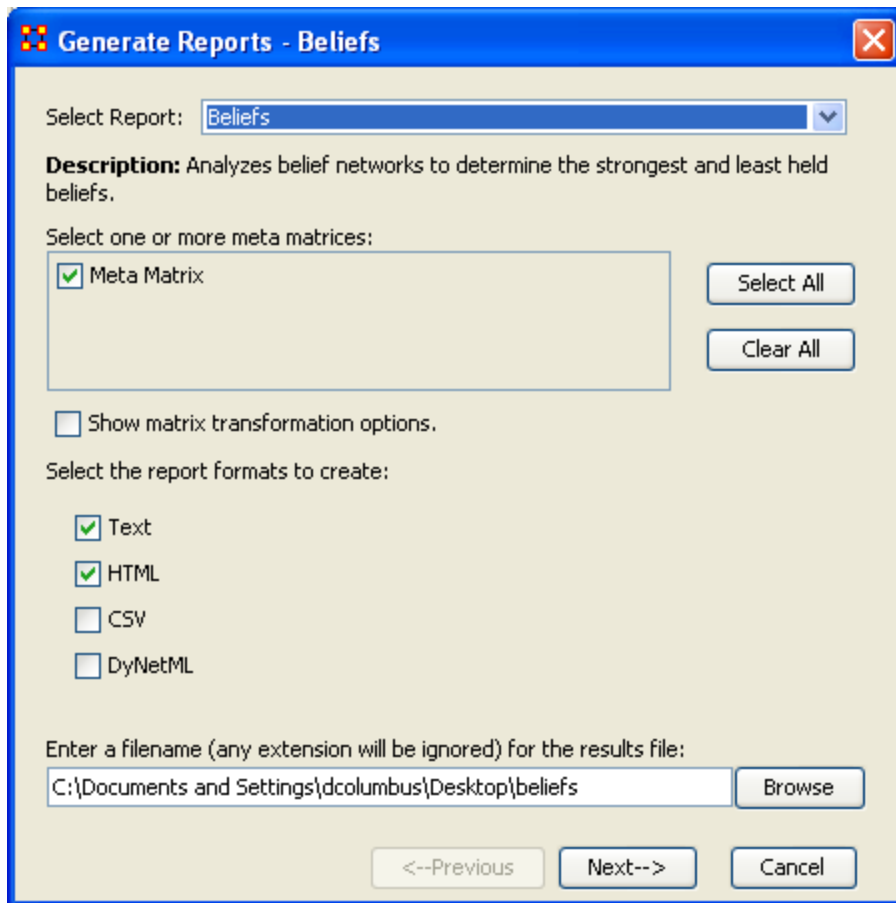 Generate Reports - Beliefs
Select Report: Beliefs
Description: Analyzes belief networks to determine the strongest and least held
beliefs.
Select one or more meta matrices:
Meta Matrix
Select All
Clear All
Show matrix transformation options.
Select the report formats to create:
Text
HTML
CSV
DyNetML
Enter a filename (any extension will be ignored) for the results file:
C:\Documents and Settings\dcolumbus\Desktop\beliefs Browse
<--Previous Next--> Cancel